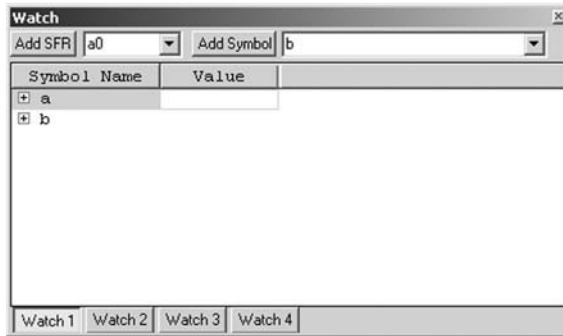 Watch
Add SFR a0 Add Symbol b
Symbol Name Value
a
b
Watch 1 Watch 2 Watch 3 Watch 4